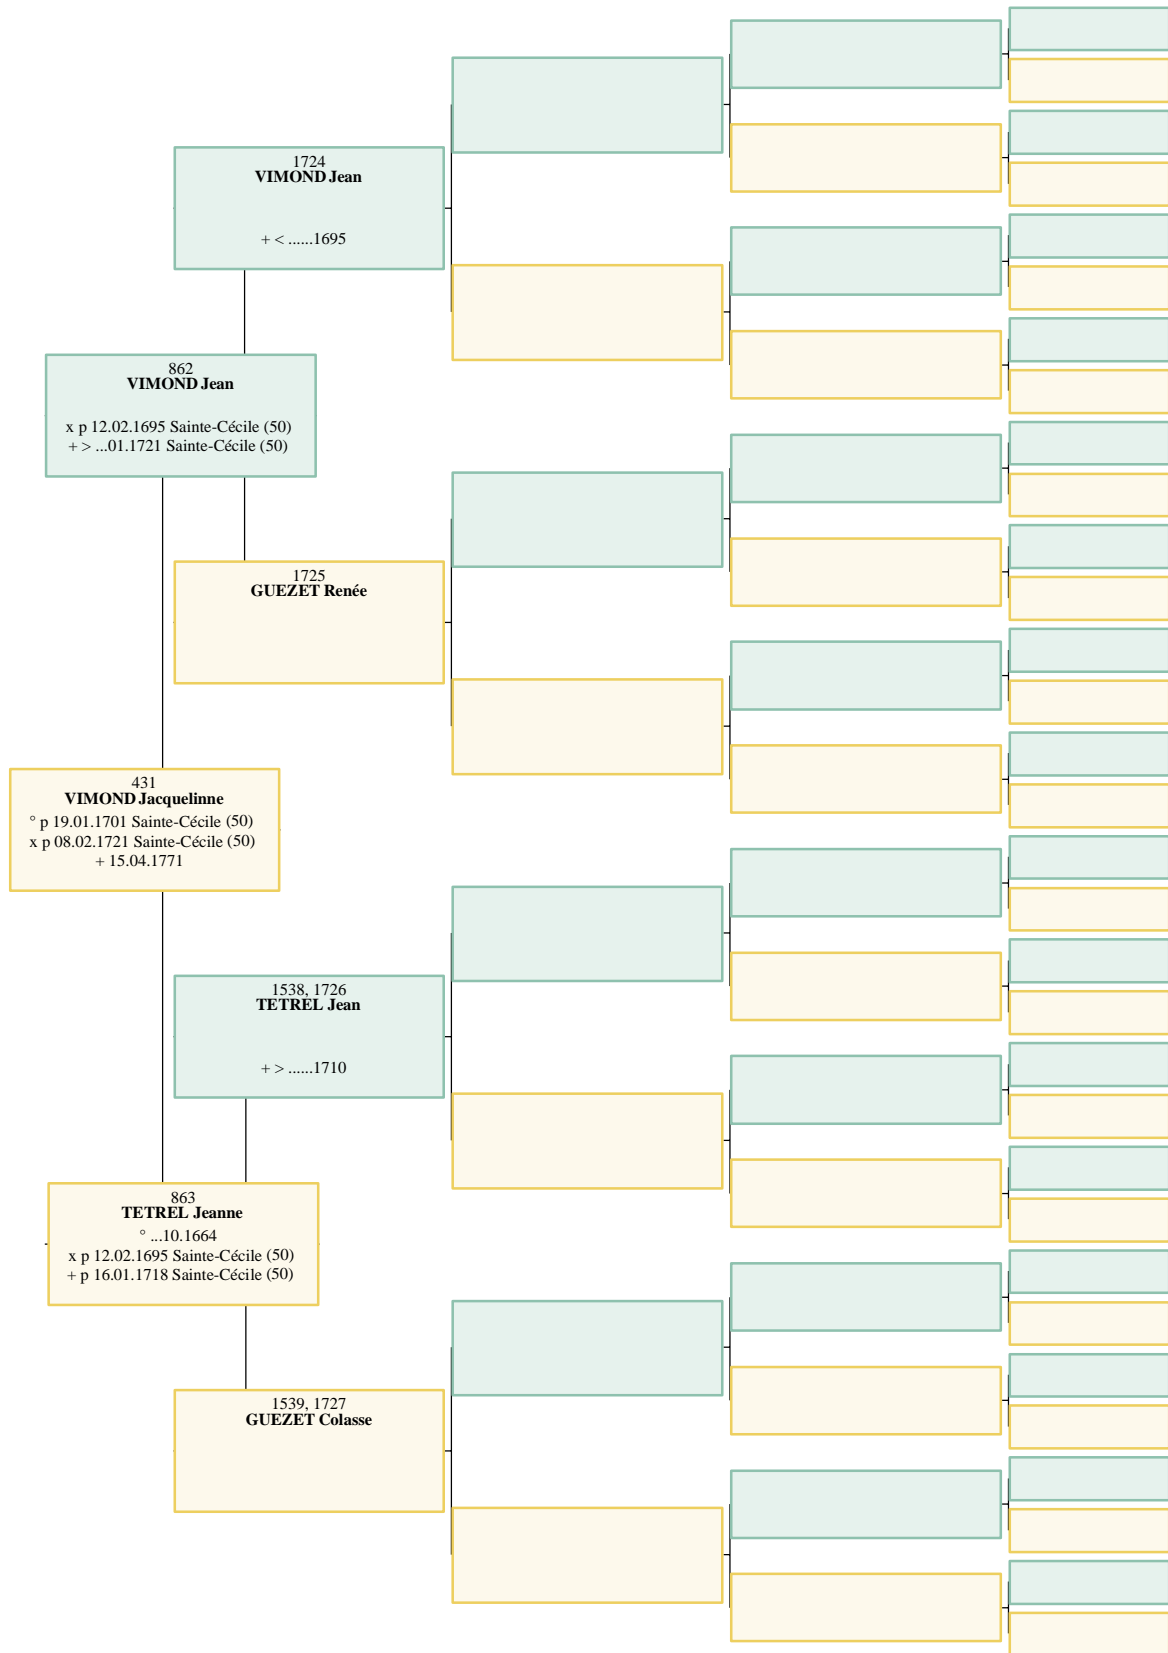 1724
VIMOND Jean
+ < ......1695
862
VIMOND Jean
x p 12.02.1695 Sainte-Cécile (50)
+ > ...01.1721 Sainte-Cécile (50)
1725
GUEZET Renée
431
VIMOND Jacquelinne
° p 19.01.1701 Sainte-Cécile (50)
x p 08.02.1721 Sainte-Cécile (50)
+ 15.04.1771
1538, 1726
TETREL Jean
+ > ......1710
863
TETREL Jeanne
° ...10.1664
x p 12.02.1695 Sainte-Cécile (50)
+ p 16.01.1718 Sainte-Cécile (50)
1539, 1727
GUEZET Colasse